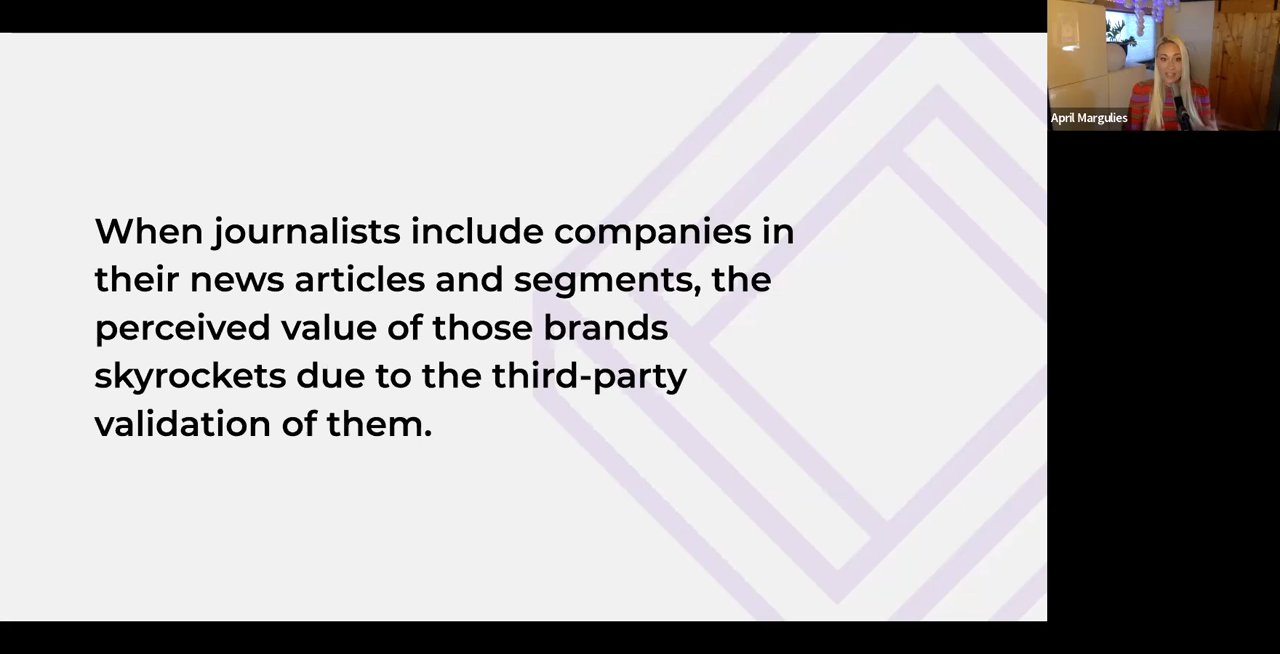 When journalists include companies in
their news articles and segments, the
perceived value of those brands
skyrockets due to the third-party
validation of them.
April Margulies